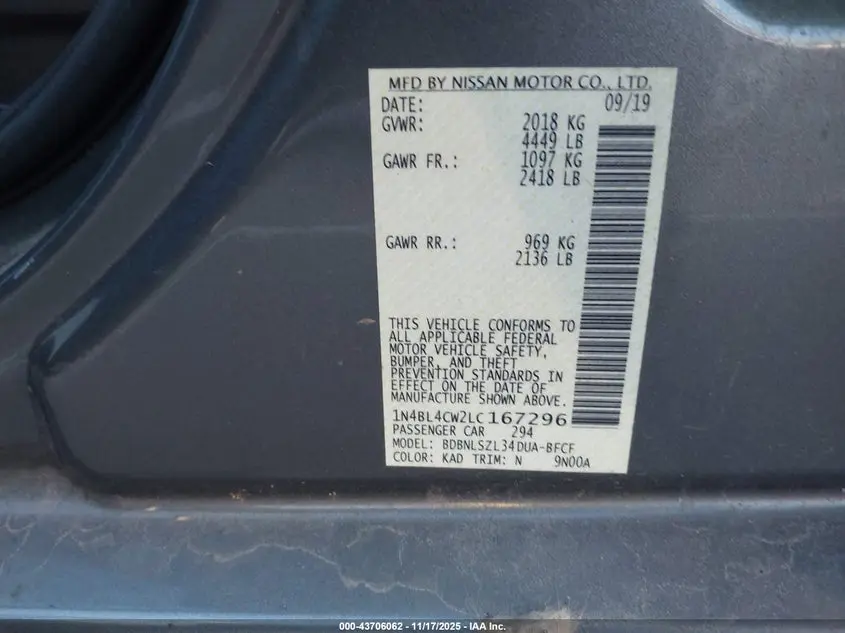 MFD BY NISSAN MOTOR CO., LTD.
DATE: 09/19
GVWR: 2018 KG
4449 LB
GAWR FR.: 1097 KG
2418 LB
GAWR RR.: 969 KG
2136 LB
THIS VEHICLE CONFORMS TO
ALL APPLICABLE FEDERAL
MOTOR VEHICLE SAFETY,
BUMPER, AND THEFT
PREVENTION STANDARDS IN
EFFECT ON THE DATE OF
MANUFACTURE SHOWN ABOVE.
1N4BL4CW2LC167296
PASSENGER CAR 294
MODEL: BDBNLSZL34DUA-BFCF
COLOR: KAD TRIM: N 9N00A
000-43706062 | 11/17/2025 | IAA Inc.